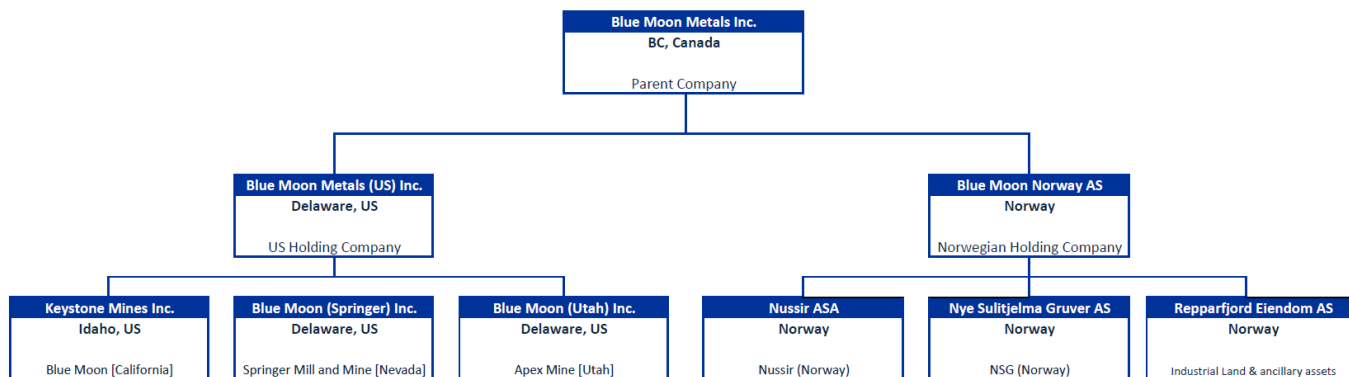 Blue Moon Metals Inc.
BC, Canada
Parent Company
Blue Moon Metals (US) Inc.
Delaware, US
US Holding Company
Blue Moon Norway AS
Norway
Norwegian Holding Company
Keystone Mines Inc.
Idaho, US
Blue Moon [California]
Blue Moon (Springer) Inc.
Delaware, US
Springer Mill and Mine [Nevada]
Blue Moon (Utah) Inc.
Delaware, US
Apex Mine [Utah]
Nussir ASA
Norway
Nussir (Norway)
Nye Sulitjelma Gruver AS
Norway
NSG (Norway)
Repparfjord Eiendom AS
Norway
Industrial Land & ancillary assets